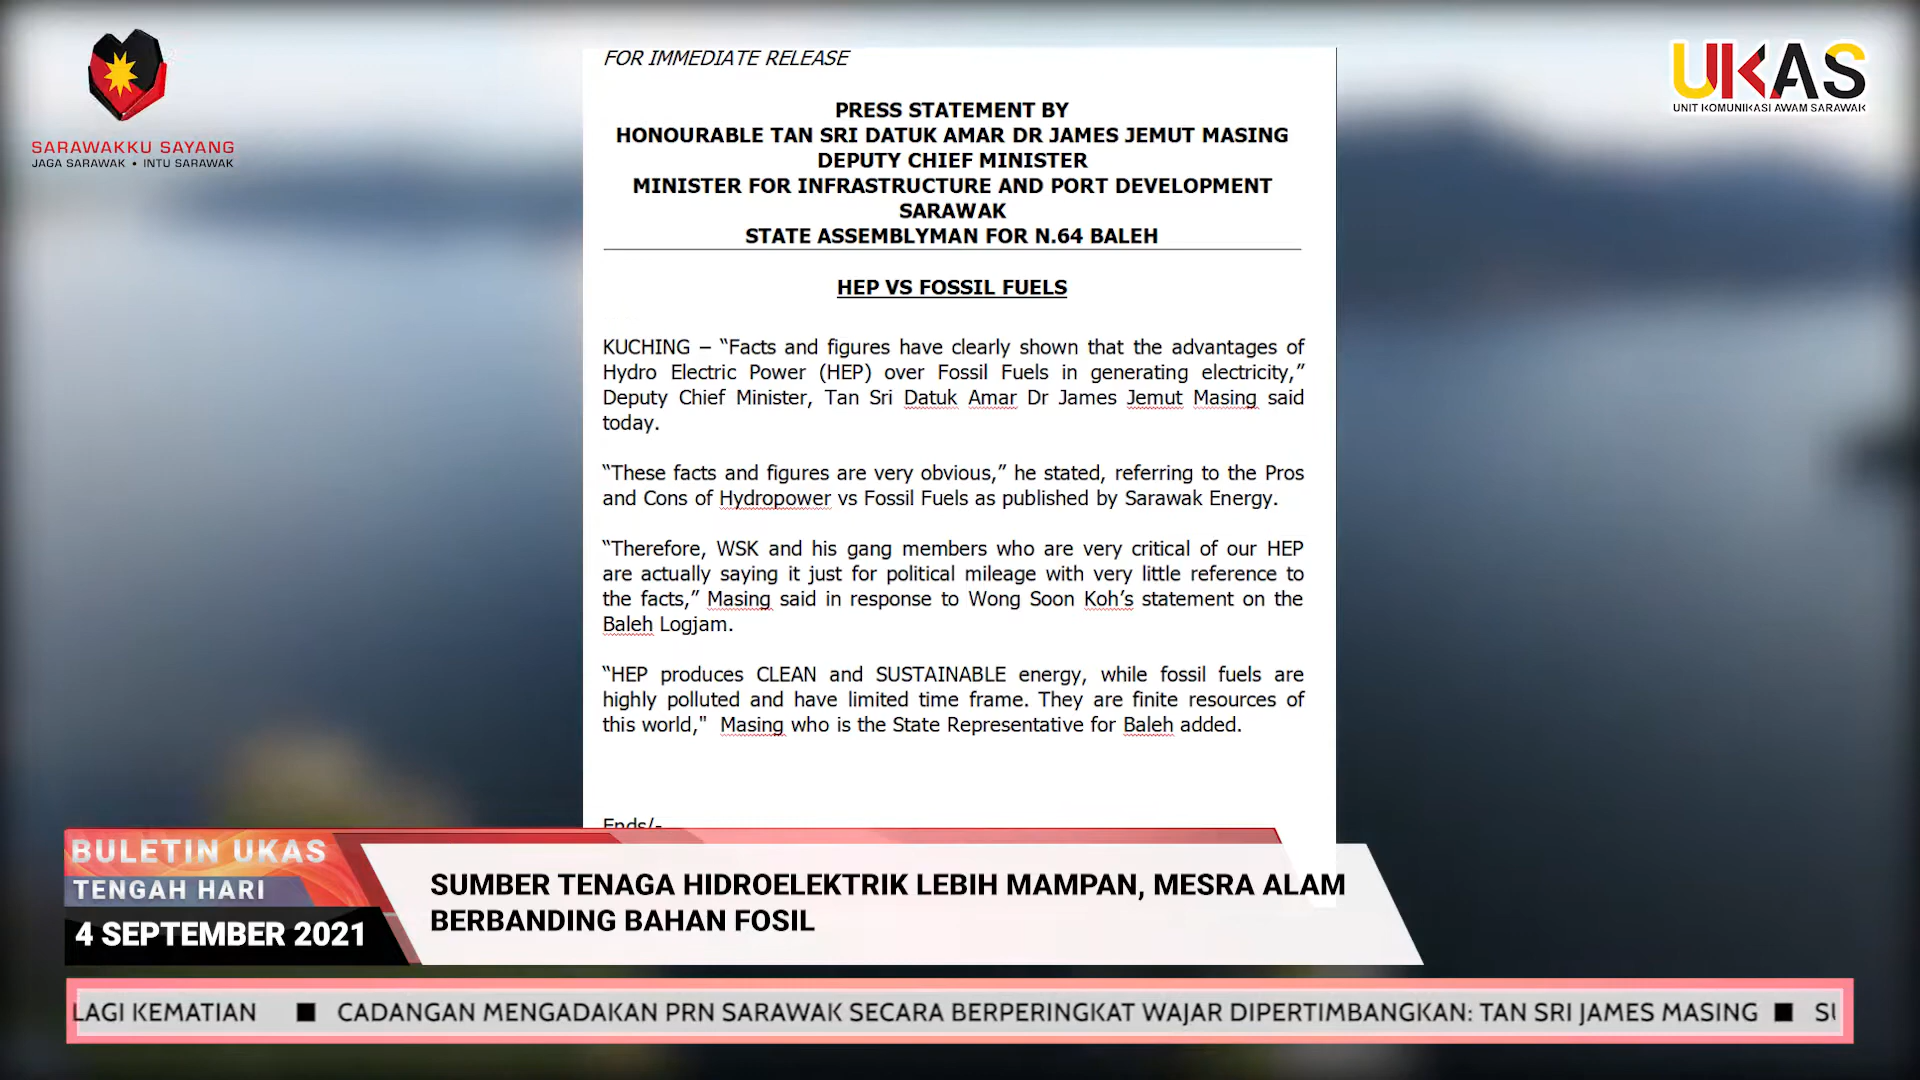 SARAWAKKU SAYANG
JAGA SARAWAK • INTU SARAWAK
UKAS
UNIT KOMUNIKASI AWAM SARAWAK
FOR IMMEDIATE RELEASE
PRESS STATEMENT BY
HONOURABLE TAN SRI DATUK AMAR DR JAMES JEMUT MASING
DEPUTY CHIEF MINISTER
MINISTER FOR INFRASTRUCTURE AND PORT DEVELOPMENT
SARAWAK
STATE ASSEMBLYMAN FOR N.64 BALEH
HEP VS FOSSIL FUELS
KUCHING – “Facts and figures have clearly shown that the advantages of
Hydro Electric Power (HEP) over Fossil Fuels in generating electricity,”
Deputy Chief Minister, Tan Sri Datuk Amar Dr James Jemut Masing said
today.
“These facts and figures are very obvious,” he stated, referring to the Pros
and Cons of Hydropower vs Fossil Fuels as published by Sarawak Energy.
“Therefore, WSK and his gang members who are very critical of our HEP
are actually saying it just for political mileage with very little reference to
the facts,” Masing said in response to Wong Soon Koh’s statement on the
Baleh Logjam.
“HEP produces CLEAN and SUSTAINABLE energy, while fossil fuels are
highly polluted and have limited time frame. They are finite resources of
this world," Masing who is the State Representative for Baleh added.
Ends/-
BULETIN UKAS
TENGAH HARI
4 SEPTEMBER 2021
SUMBER TENAGA HIDROELEKTRIK LEBIH MAMPAN, MESRA ALAM
BERBANDING BAHAN FOSIL
LAGI KEMATIAN ■ CADANGAN MENGADAKAN PRN SARAWAK SECARA BERPERINGKAT WAJAR DIPERTIMBANGKAN: TAN SRI JAMES MASING ■